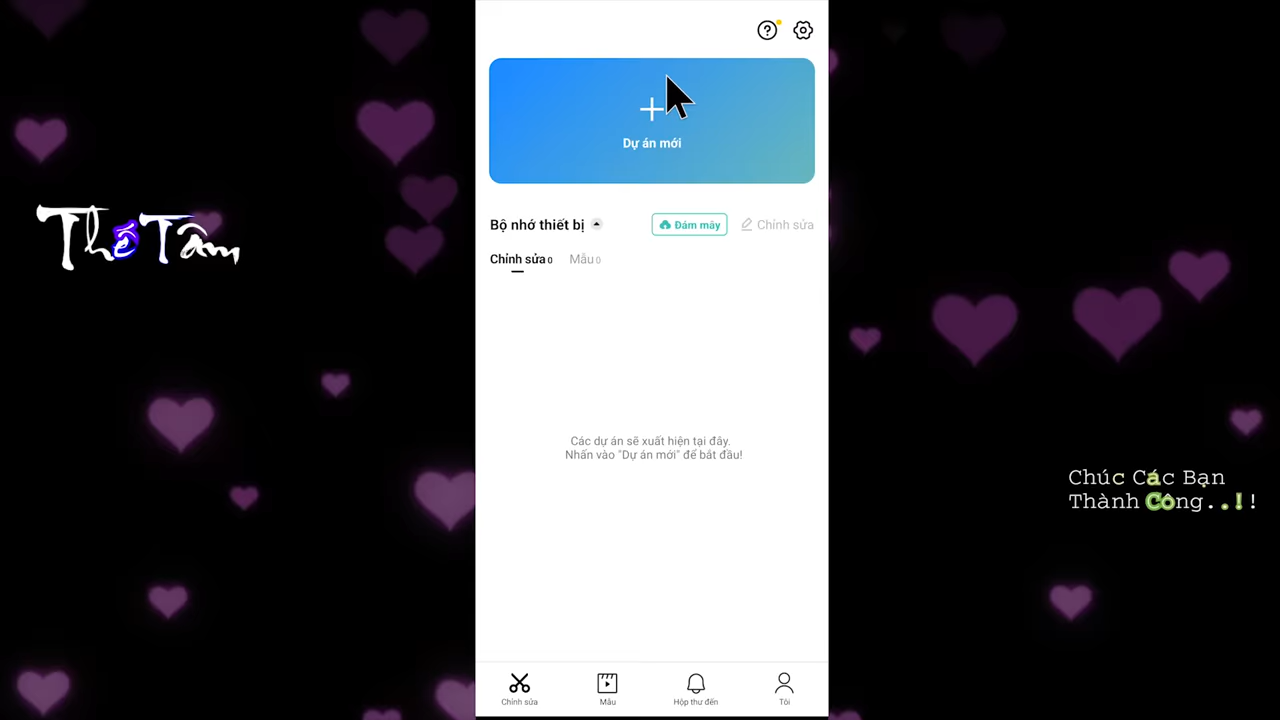 Dự án mới
Thế Tâm
Bộ nhớ thiết bị
Đám mây
Chỉnh sửa
Chỉnh sửa 0
Mẫu 0
Các dự án sẽ xuất hiện tại đây.
Nhấn vào "Dự án mới" để bắt đầu!
Chúc Các Bạn
Thành Công..!!
Chỉnh sửa
Mẫu
Hộp thư đến
Tôi